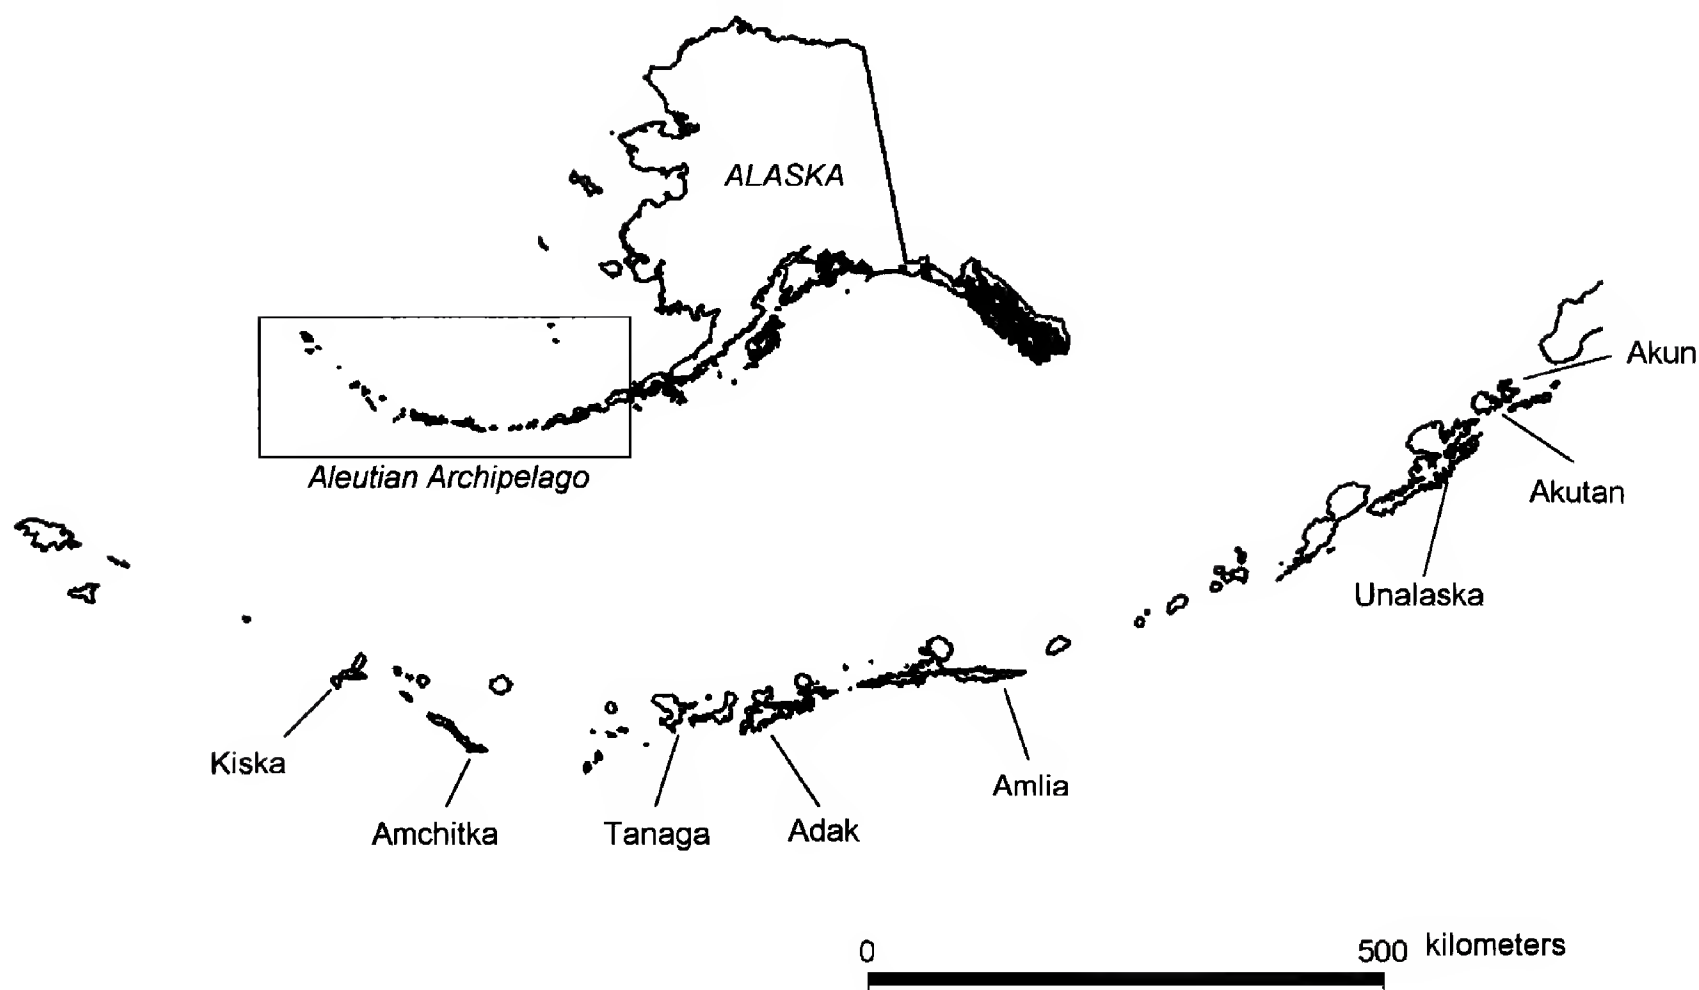 ALASKA
Akun
Aleutian Archipelago
Akutan
Unalaska
Kiska
Amlia
Amchitka
Tanaga
Adak
0
500 kilometers